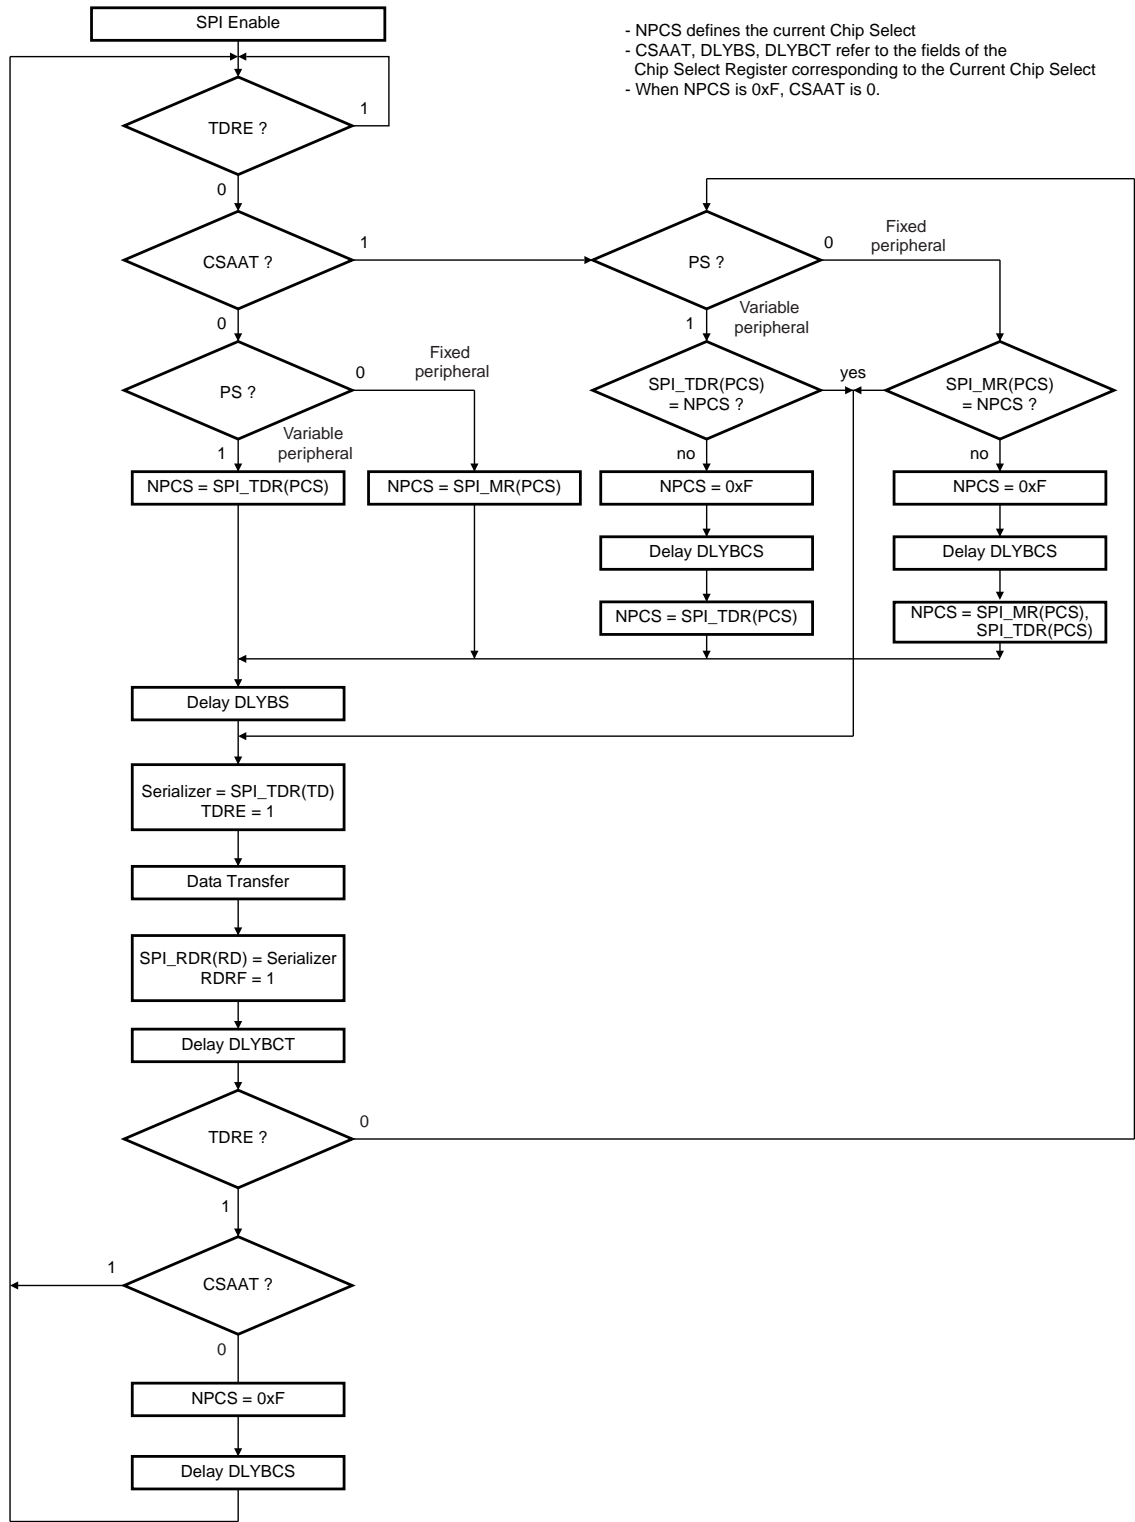 SPI Enable
- NPCS defines the current Chip Select
- CSAAT, DLYBS, DLYBCT refer to the fields of the
Chip Select Register corresponding to the Current Chip Select
- When NPCS is 0xF, CSAAT is 0.
TDRE ?
1
0
CSAAT ?
1
0
PS ?
0
Fixed
peripheral
1
Variable
peripheral
PS ?
0
Fixed
peripheral
1
Variable
peripheral
SPI_TDR(PCS)
= NPCS ?
yes
SPI_MR(PCS)
= NPCS ?
no
no
NPCS = SPI_TDR(PCS)
NPCS = SPI_MR(PCS)
NPCS = 0xF
NPCS = 0xF
Delay DLYBCS
Delay DLYBCS
NPCS = SPI_TDR(PCS)
NPCS = SPI_MR(PCS),
SPI_TDR(PCS)
Delay DLYBS
Serializer = SPI_TDR(TD)
TDRE = 1
Data Transfer
SPI_RDR(RD) = Serializer
RDRF = 1
Delay DLYBCT
TDRE ?
0
1
CSAAT ?
1
0
NPCS = 0xF
Delay DLYBCS